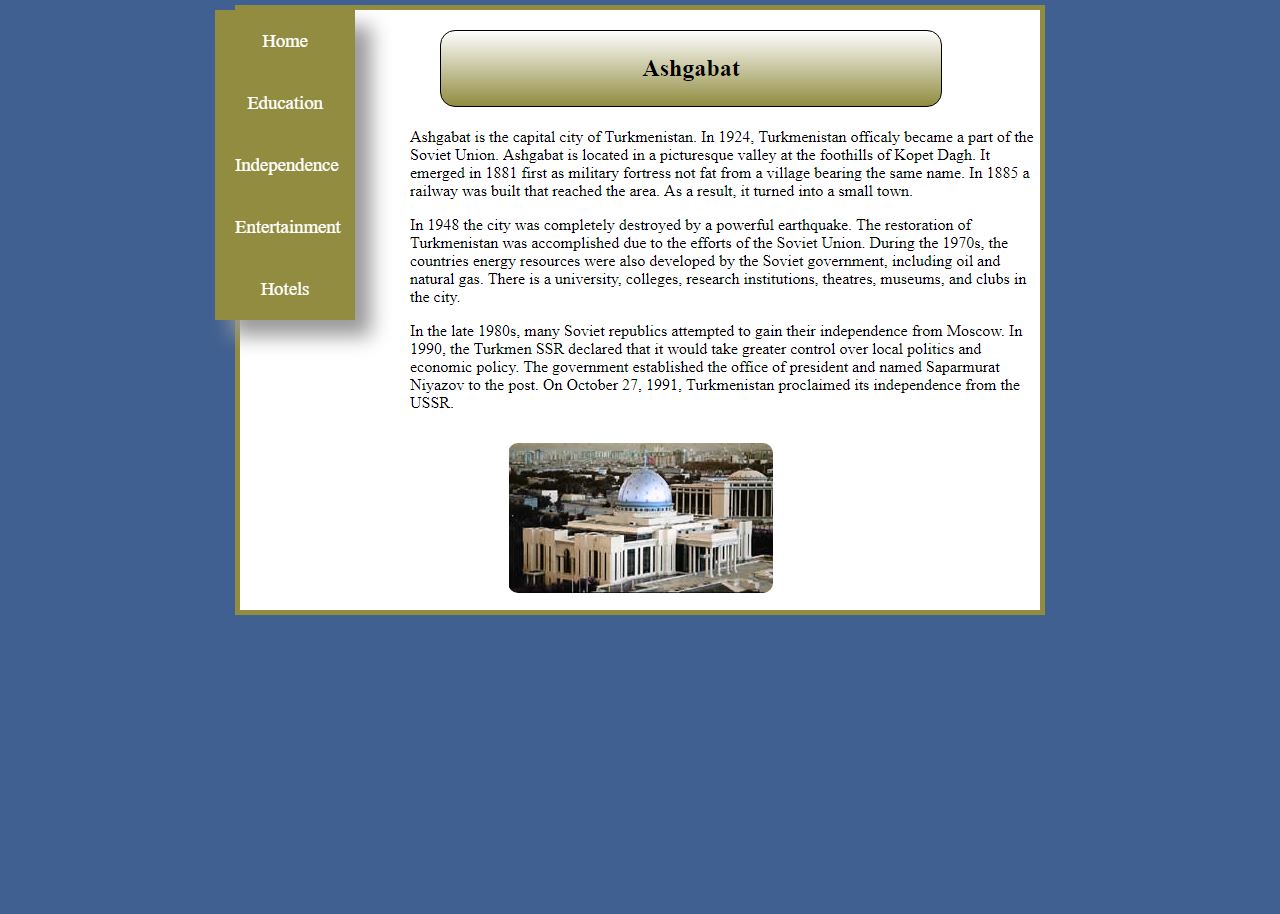 Home
Education
Independence
Entertainment
Hotels
Ashgabat
Ashgabat is the capital city of Turkmenistan. In 1924, Turkmenistan officaly became a part of the
Soviet Union. Ashgabat is located in a picturesque valley at the foothills of Kopet Dagh. It
emerged in 1881 first as military fortress not fat from a village bearing the same name. In 1885 a
railway was built that reached the area. As a result, it turned into a small town.
In 1948 the city was completely destroyed by a powerful earthquake. The restoration of
Turkmenistan was accomplished due to the efforts of the Soviet Union. During the 1970s, the
countries energy resources were also developed by the Soviet government, including oil and
natural gas. There is a university, colleges, research institutions, theatres, museums, and clubs in
the city.
In the late 1980s, many Soviet republics attempted to gain their independence from Moscow. In
1990, the Turkmen SSR declared that it would take greater control over local politics and
economic policy. The government established the office of president and named Saparmurat
Niyazov to the post. On October 27, 1991, Turkmenistan proclaimed its independence from the
USSR.